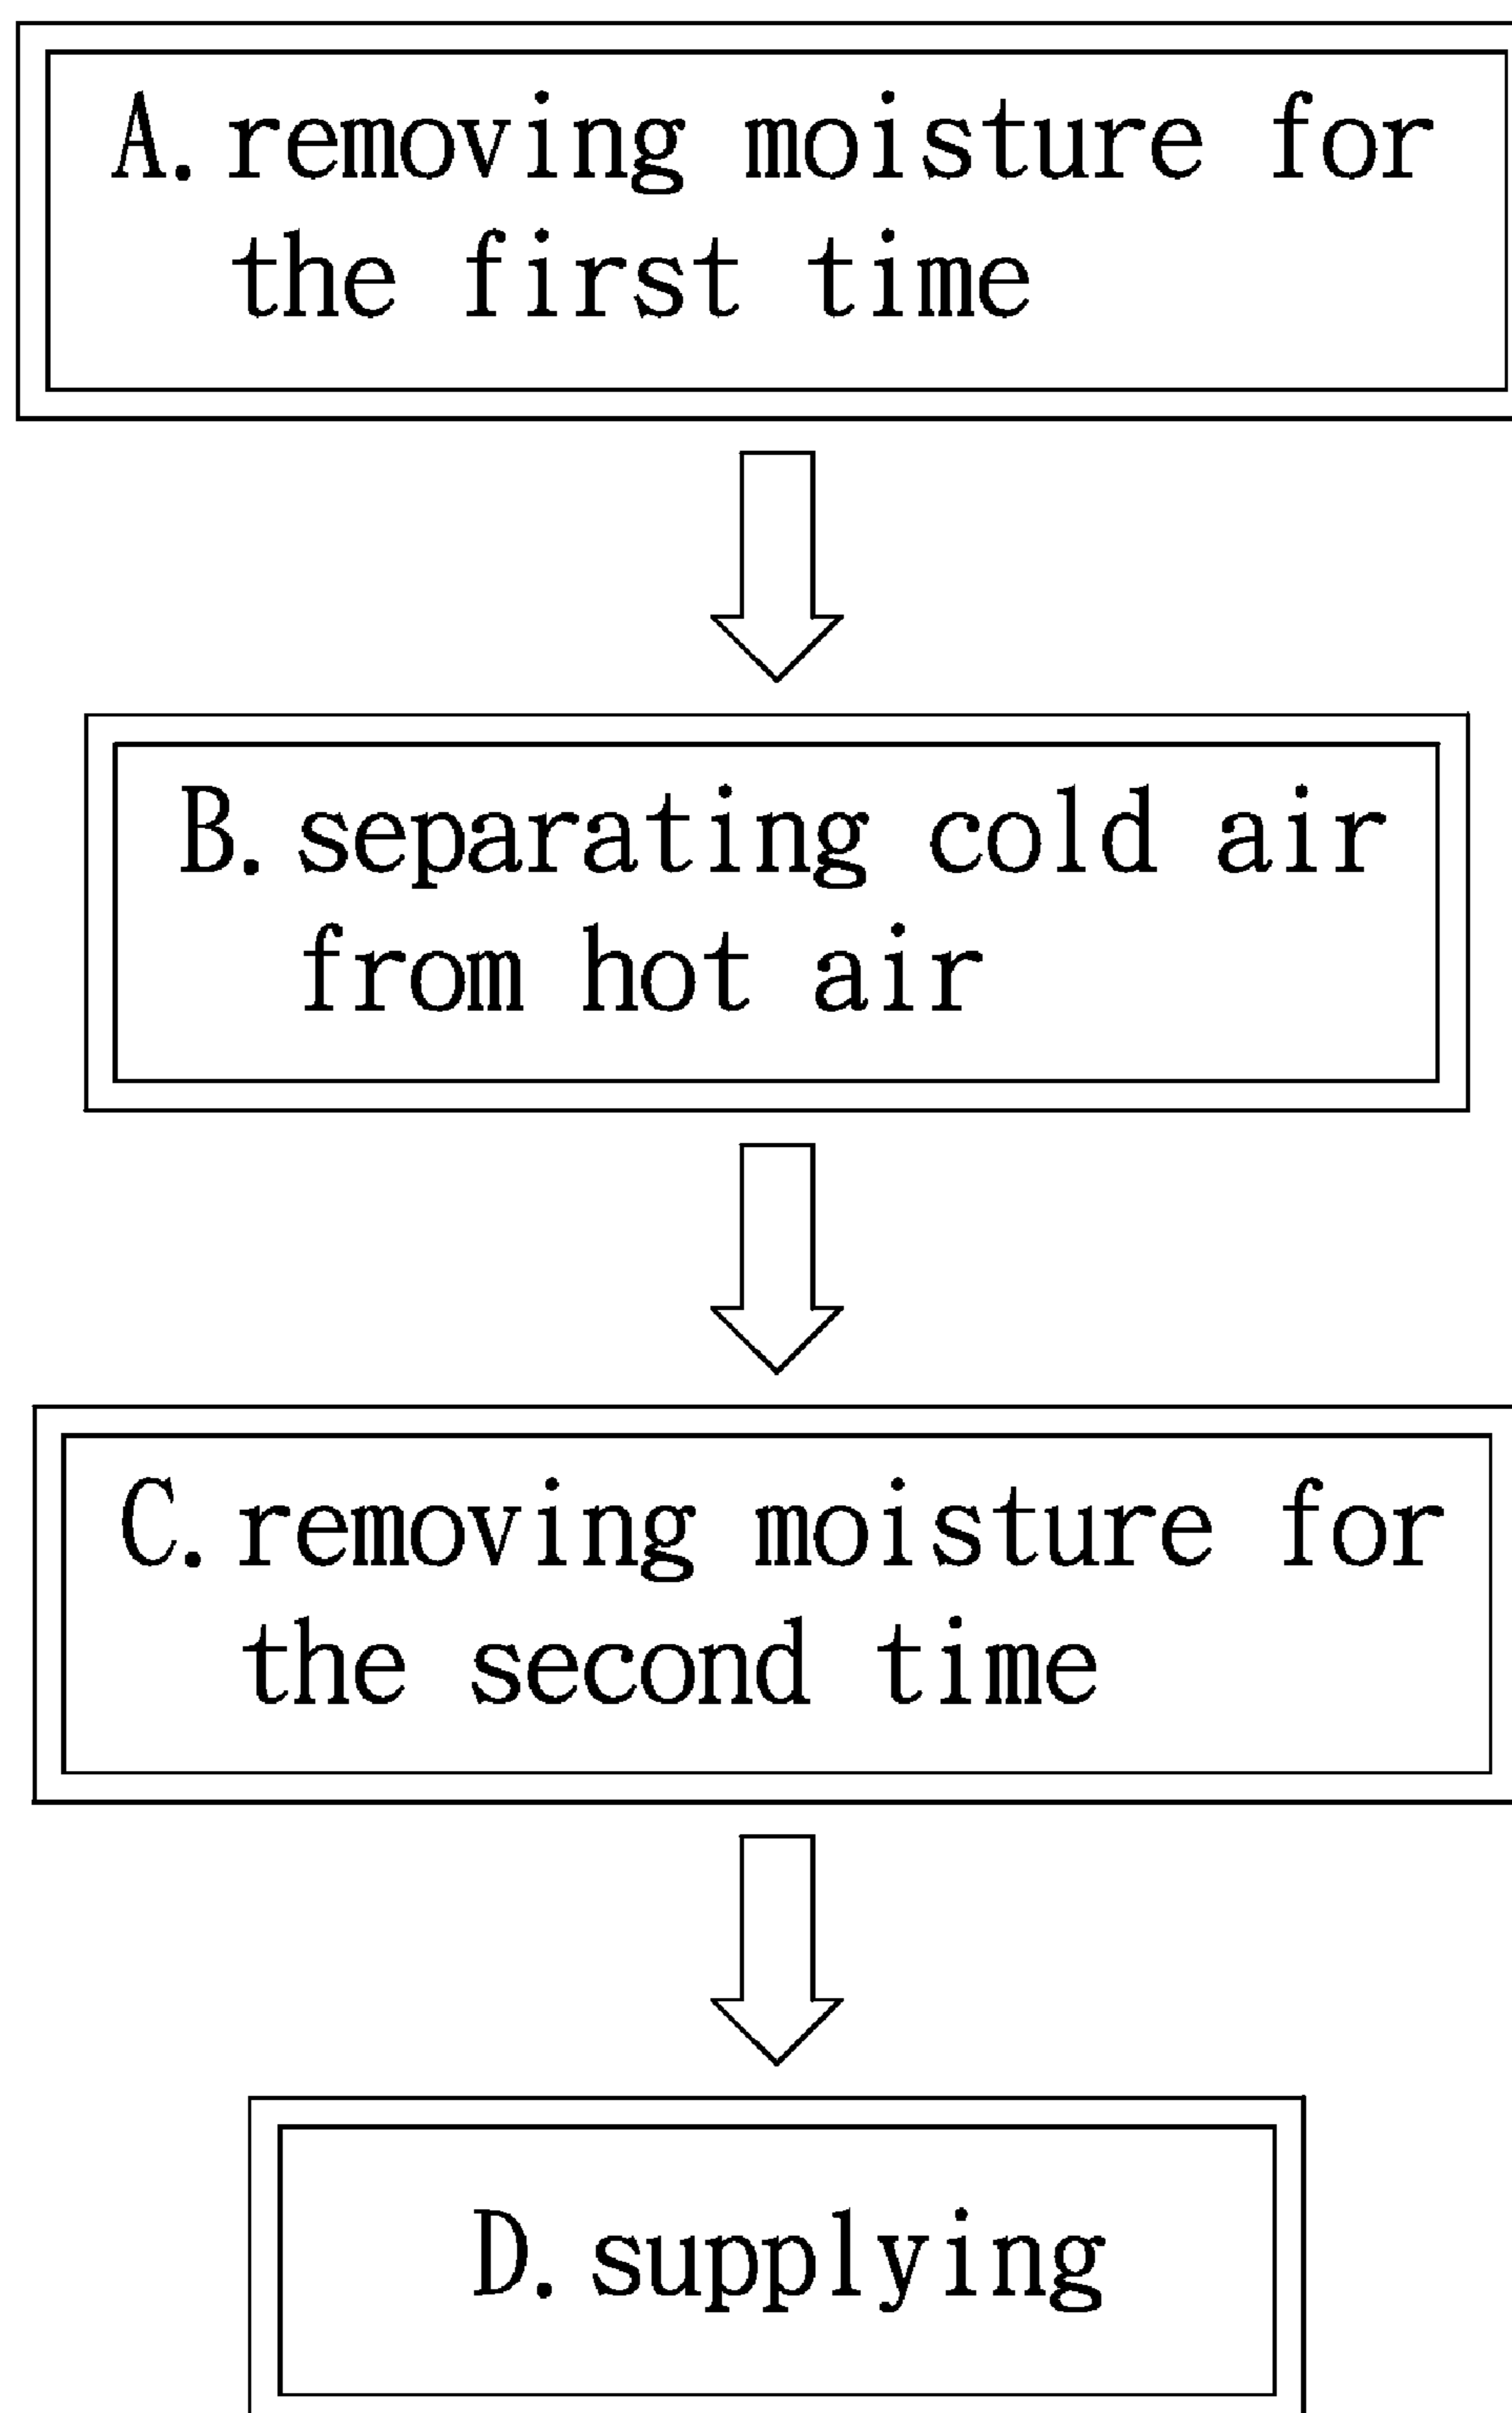 A.removing moisture for
the first time
B.separating cold air
from hot air
C.removing moisture for
the second time
D.supplying